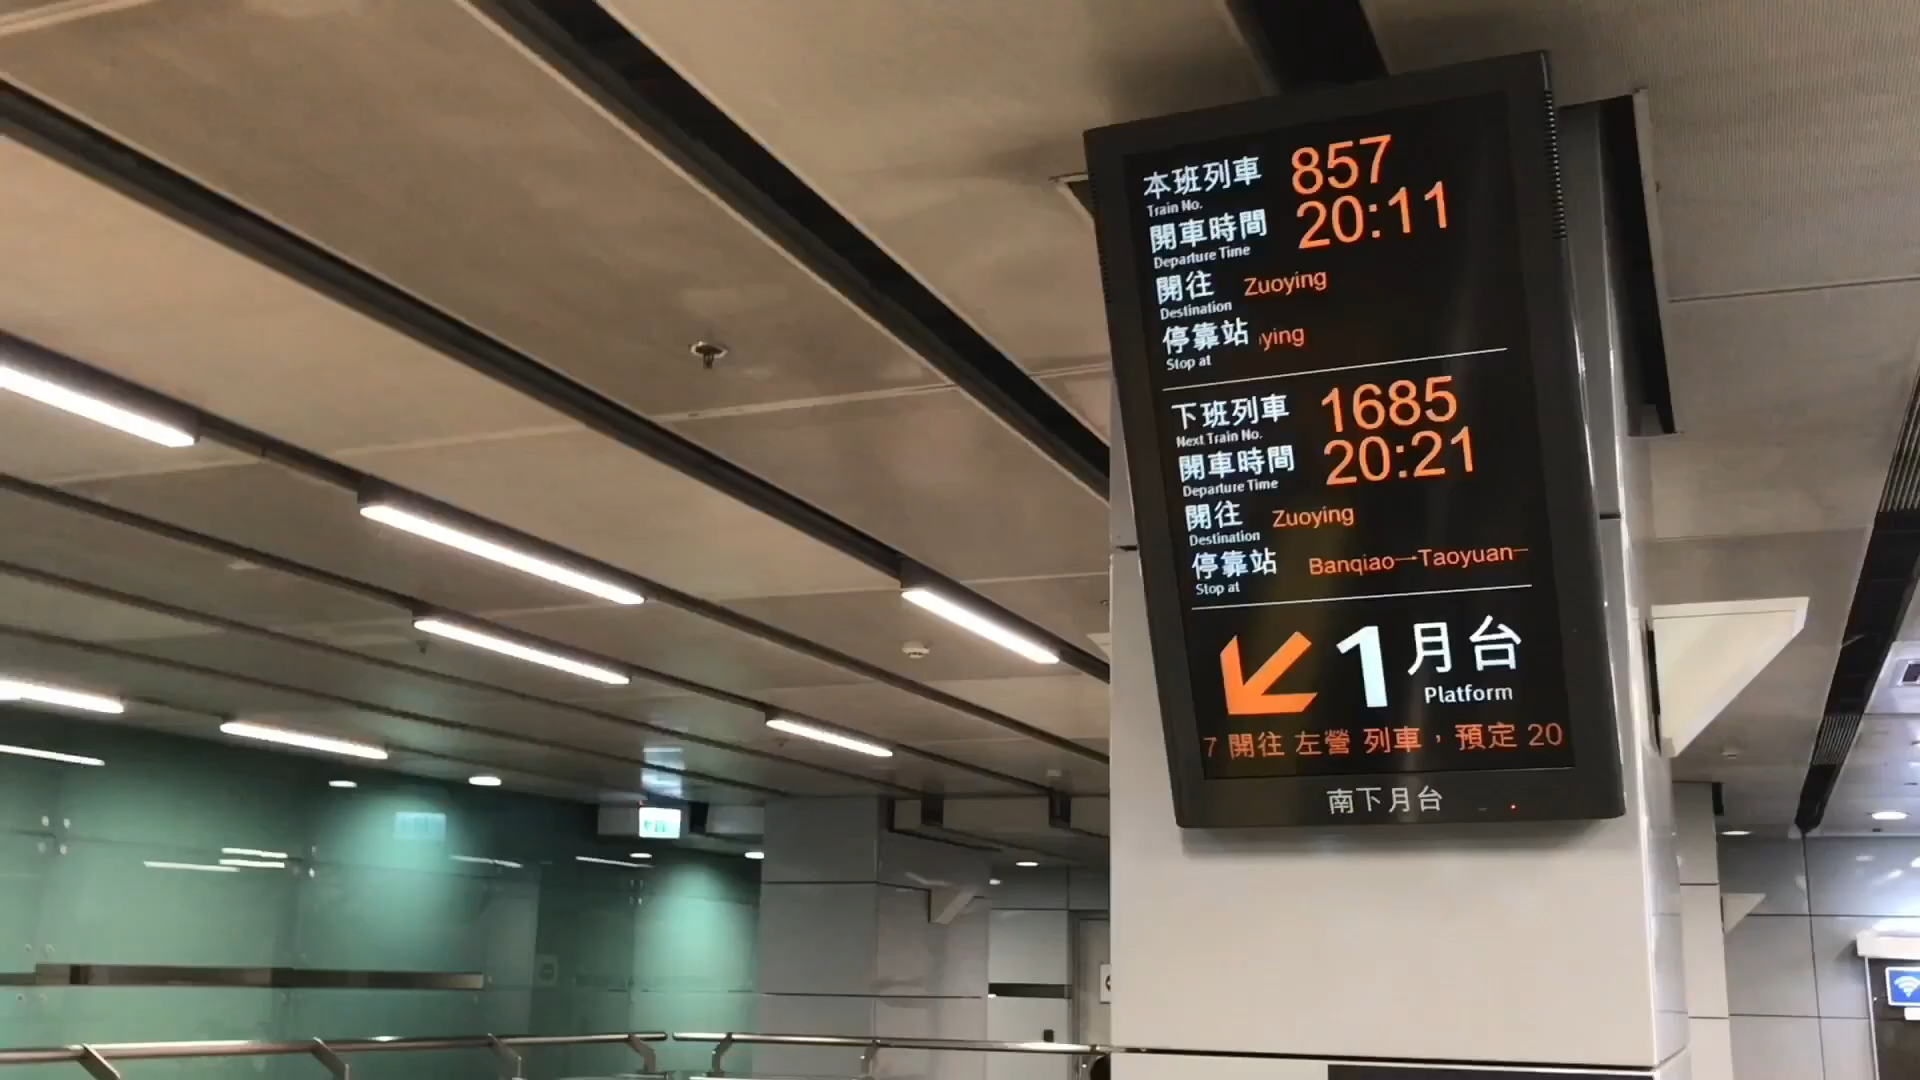 本班列車 857
Train No.
開車時間 20:11
Departure Time
開往 Zuoying
Destination
停靠站 ying
Stop at
下班列車 1685
Next Train No.
開車時間 20:21
Departure Time
開往 Zuoying
Destination
停靠站 Banqiao—Taoyuan—
Stop at
1 月台
Platform
7 開往 左營 列車，預定 20
南下月台